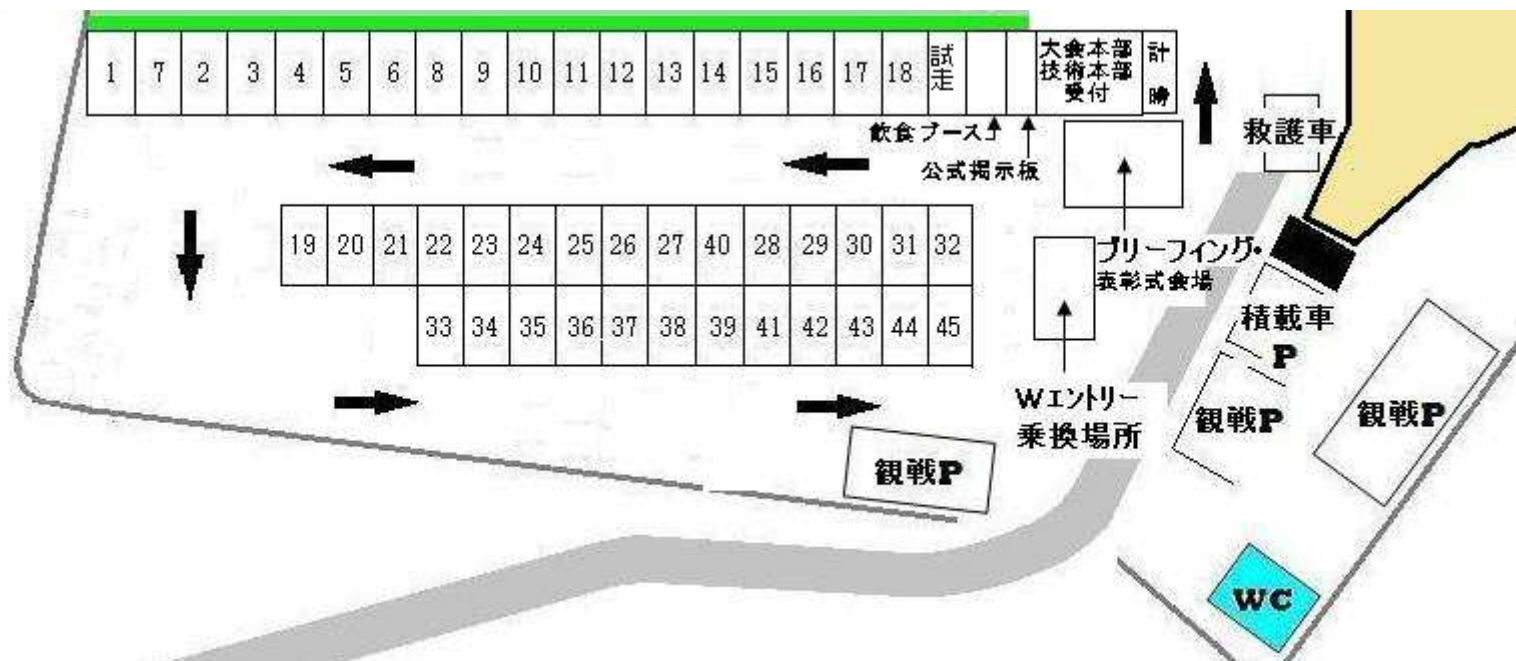 1 7 2 3 4 5 6 8 9 10 11 12 13 14 15 16 17 18
試走
大会本部
技術本部
受付
計時
飲食ブース
公式掲示板
救護車
19 20 21 22 23 24 25 26 27 40 28 29 30 31 32
ブリーフィング・
表彰式会場
33 34 35 36 37 38 39 41 42 43 44 45
積載車
P
Wエントリー
乗換場所
観戦P
観戦P
観戦P
WC